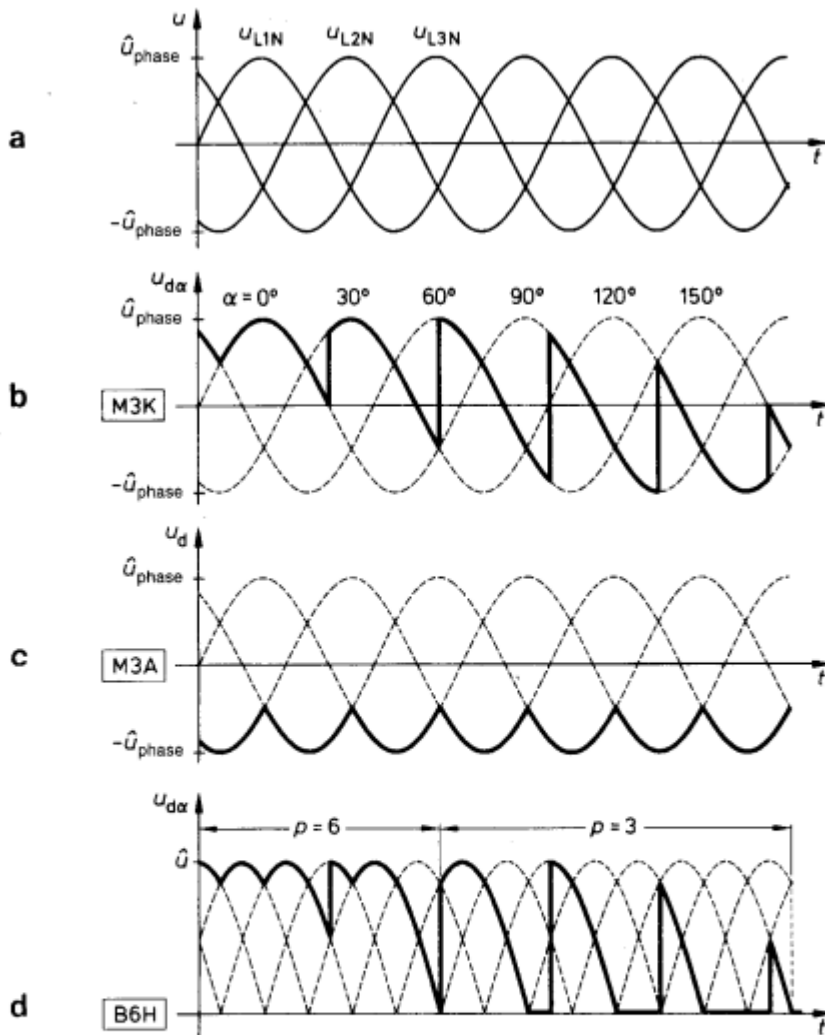 u
û_phase
u_L1N u_L2N u_L3N
a
t
-û_phase
u_dα
α=0° 30° 60° 90° 120° 150°
û_phase
b
M3K
t
-û_phase
u_d
û_phase
c
M3A
t
-û_phase
u_dα
p = 6 p = 3
û
d
B6H
t